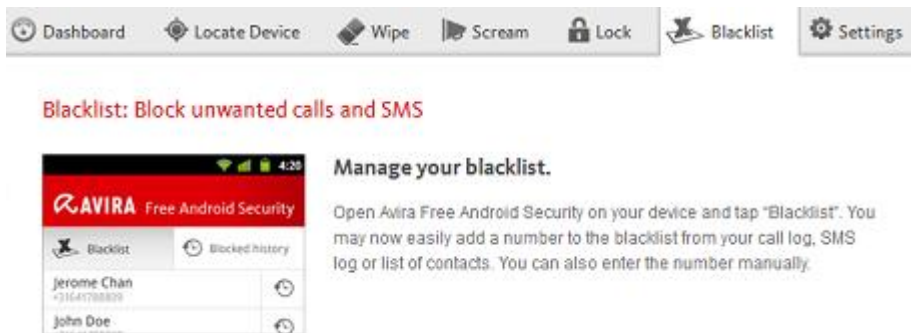 Dashboard Locate Device Wipe Scream Lock Blacklist Settings
Blacklist: Block unwanted calls and SMS
4:20
AVIRA Free Android Security
Blacklist Blocked history
Jerome Chan
John Doe
Manage your blacklist.
Open Avira Free Android Security on your device and tap “Blacklist”. You
may now easily add a number to the blacklist from your call log, SMS
log or list of contacts. You can also enter the number manually.